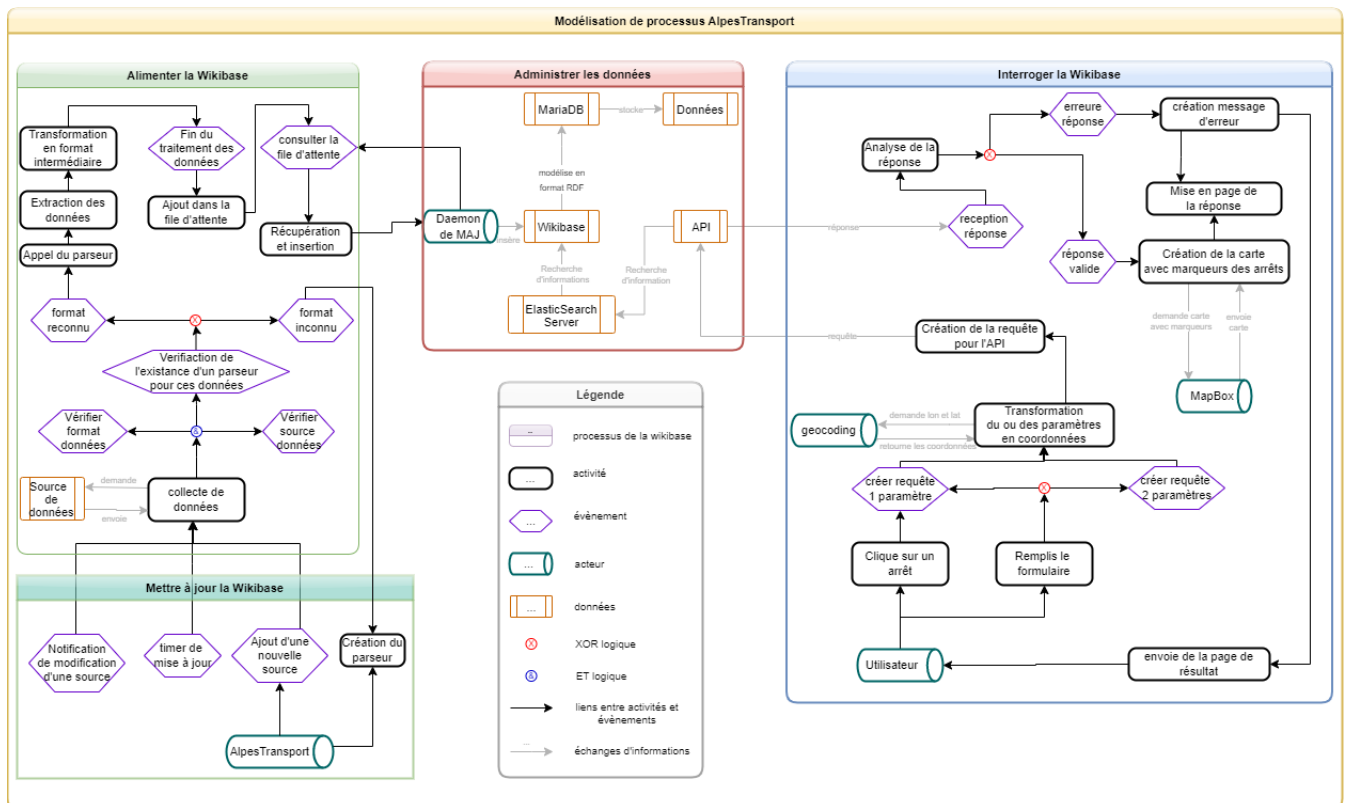 Modélisation de processus AlpesTransport
Alimenter la Wikibase
Transformation
en format
intermédiaire
Fin du
traitement des
données
consulter la
file d'attente
Extraction des
données
Ajout dans la
file d'attente
Récupération
et insertion
Appel du parseur
format
reconnu
format
inconnu
Verifiaction de
l'existance d'un parseur
pour ces données
Vérifier
format
données
Vérifier
source
données
Source
de
données
demande
envoie
collecte de
données
Mettre à jour la Wikibase
Notification
de modification
d'une source
timer de
mise à jour
Ajout d'une
nouvelle
source
Création du
parseur
AlpesTransport
Administrer les données
MariaDB
stocke
Données
modélise en
format RDF
Daemon
de MAJ
insère
Wikibase
API
Recherche
d'informations
Recherche
d'information
ElasticSearch
Server
Légende
...
processus de la wikibase
...
activité
...
évènement
...
acteur
...
données
XOR logique
&
ET logique
liens entre activités et
évènements
...
échanges d'informations
Interroger la Wikibase
erreure
réponse
création message
d'erreur
Analyse de la
réponse
Mise en page de
la réponse
reception
réponse
réponse
réponse
valide
Création de la carte
avec marqueurs des arrêts
demande carte
avec marqueurs
envoie
carte
requête
Création de la requête
pour l'API
MapBox
geocoding
demande lon et lat
retourne les coordonnées
Transformation
du ou des paramètres
en coordonnées
créer requête
1 paramètre
créer requête
2 paramètres
Clique sur un
arrêt
Remplis le
formulaire
Utilisateur
envoie de la page de
résultat